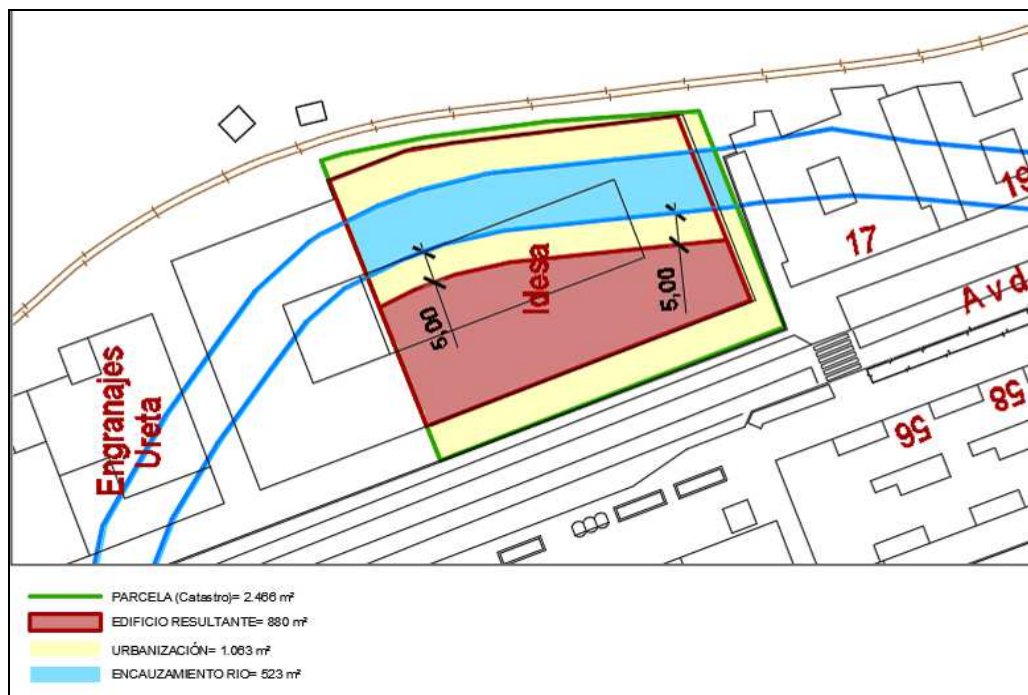 19
17
Avd
Idesa
5,00
5,00
Engranajes
Ureta
58
56
PARCELA (Catastro)= 2.466 m²
EDIFICIO RESULTANTE= 880 m²
URBANIZACIÓN= 1.063 m²
ENCAUZAMIENTO RIO= 523 m²